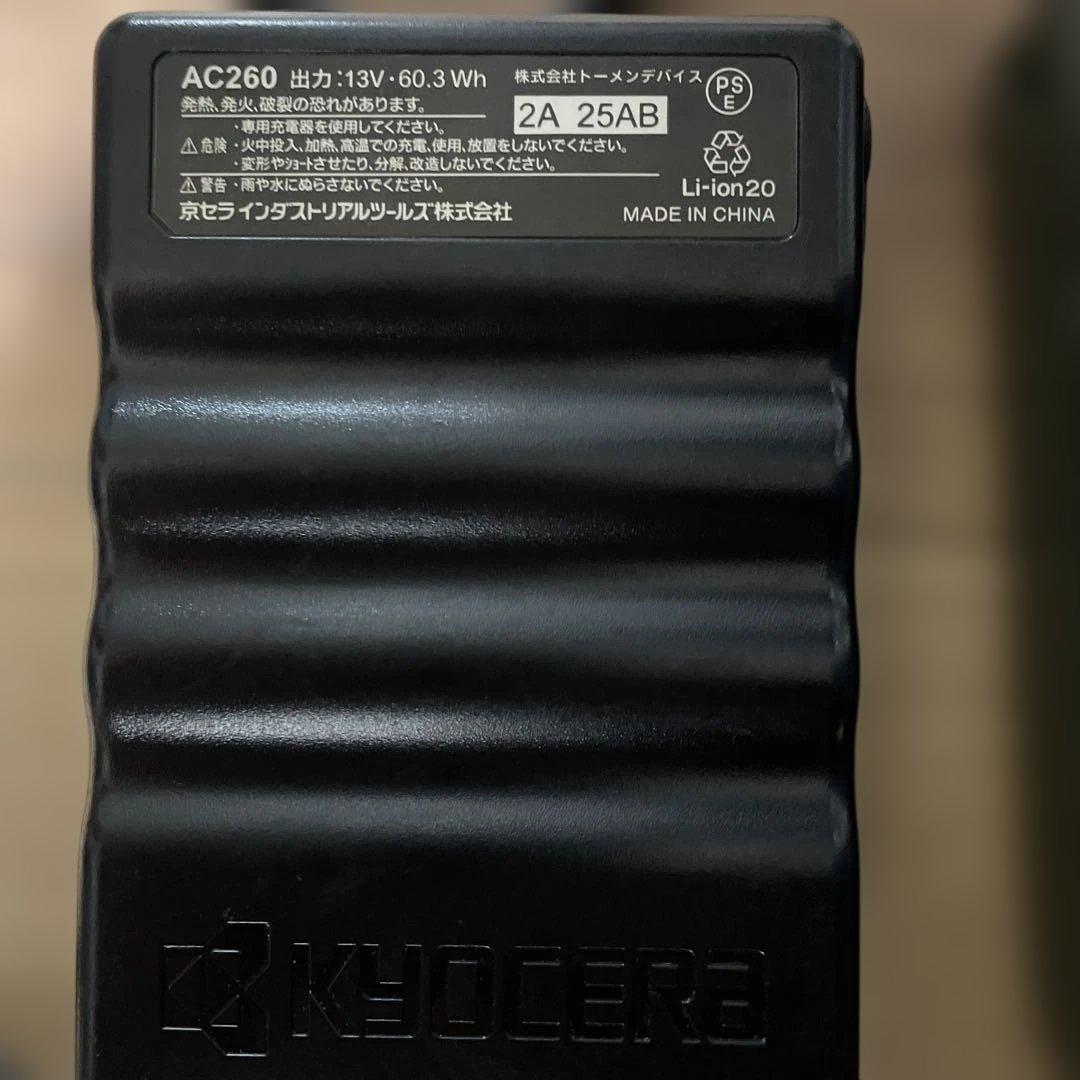 AC260 出力:13V・60.3 Wh
株式会社トーメンデバイス
PS
E
発熱、発火、破裂の恐れがあります。
2A 25AB
・専用充電器を使用してください。
⚠危険・火中投入、加熱、高温での充電、使用、放置をしないでください。
・変形やショートさせたり、分解、改造しないでください。
⚠警告・雨や水にぬらさないでください。
Li-ion20
京セラインダストリアルツールズ株式会社
MADE IN CHINA
KYOCERA